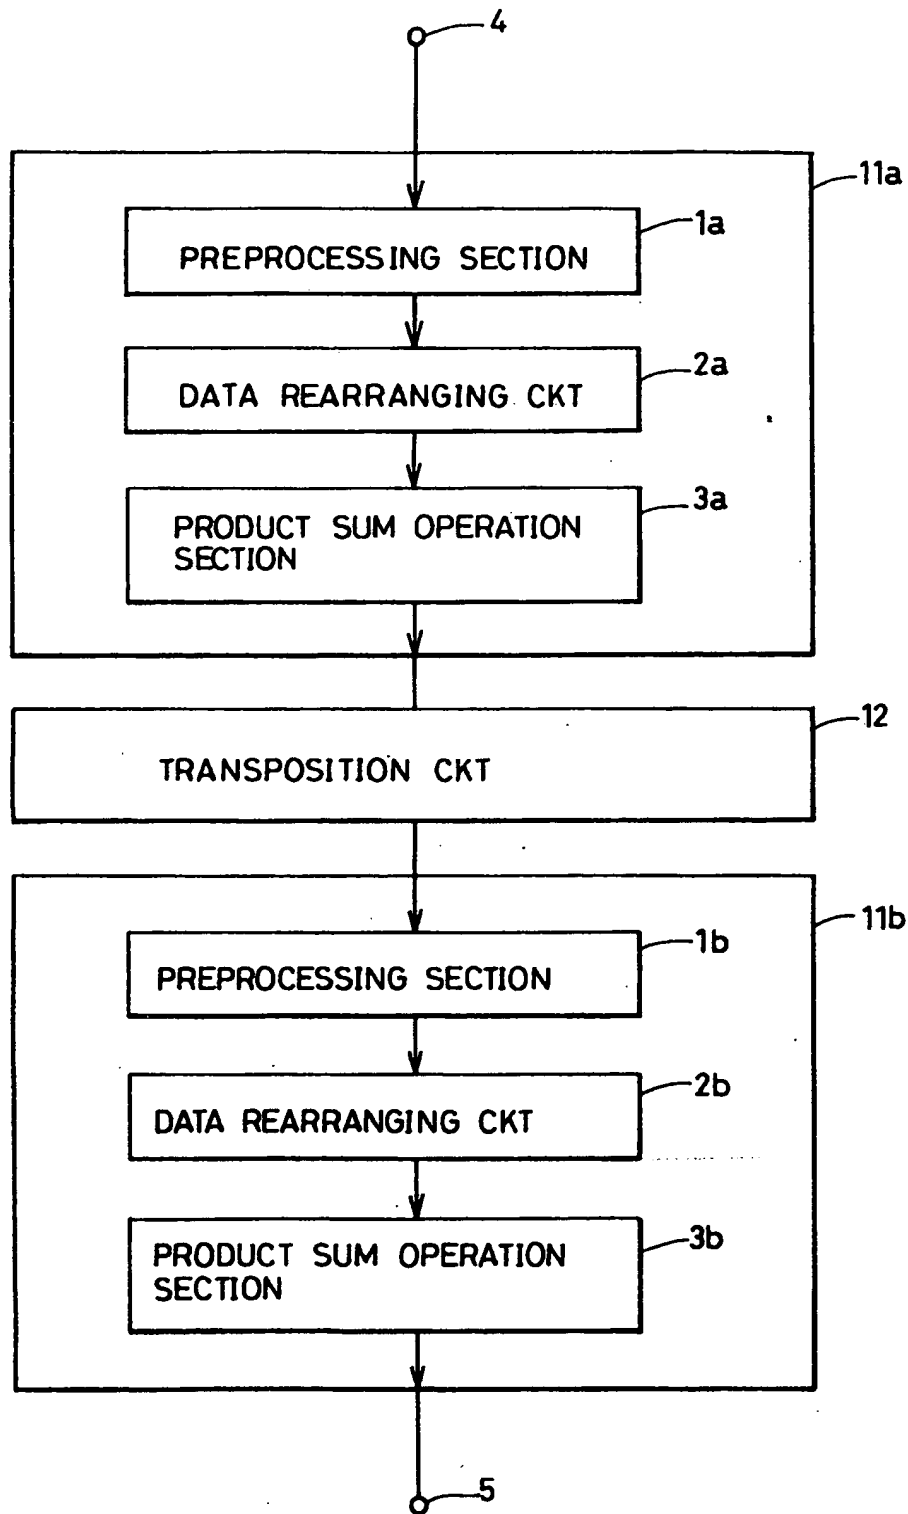 4
11a
1a
PREPROCESSING SECTION
2a
DATA REARRANGING CKT
3a
PRODUCT SUM OPERATION
SECTION
12
TRANSPOSITION CKT
11b
1b
PREPROCESSING SECTION
2b
DATA REARRANGING CKT
3b
PRODUCT SUM OPERATION
SECTION
5